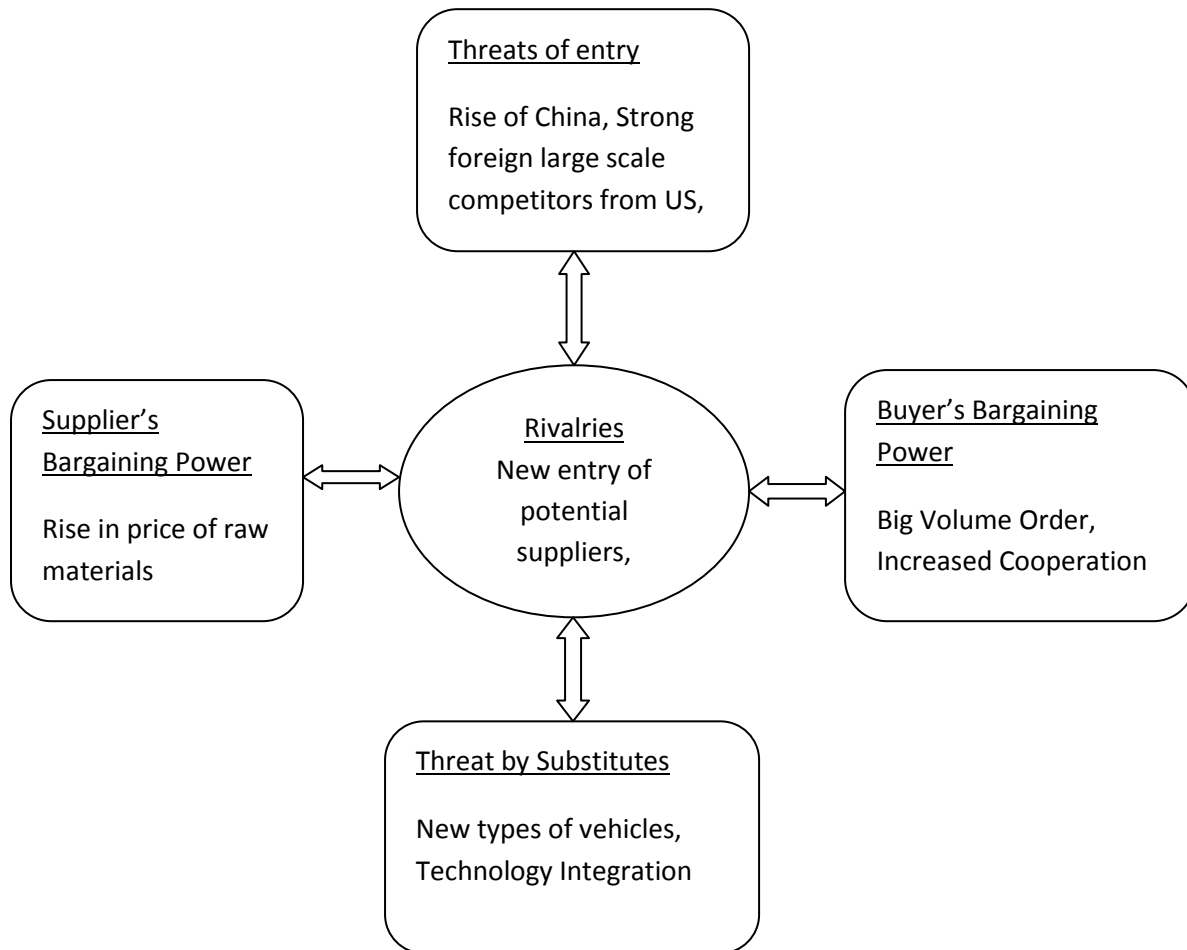 Threats of entry
Rise of China, Strong
foreign large scale
competitors from US,
Supplier’s
Bargaining Power
Rise in price of raw
materials
Rivalries
New entry of
potential
suppliers,
Buyer’s Bargaining
Power
Big Volume Order,
Increased Cooperation
Threat by Substitutes
New types of vehicles,
Technology Integration